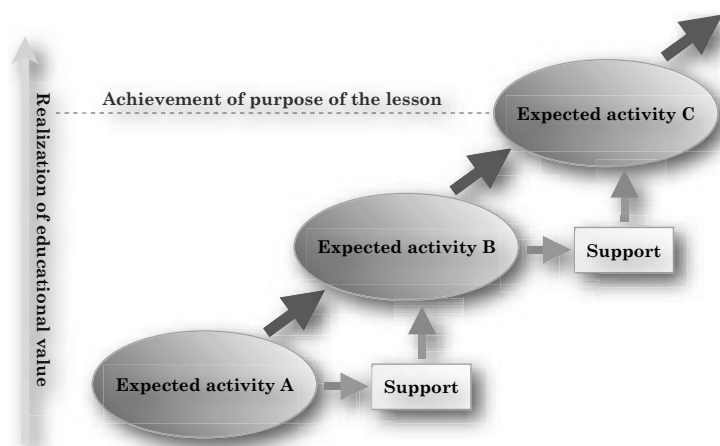 Achievement of purpose of the lesson
Expected activity C
Realization of educational value
Expected activity B
Support
Expected activity A
Support